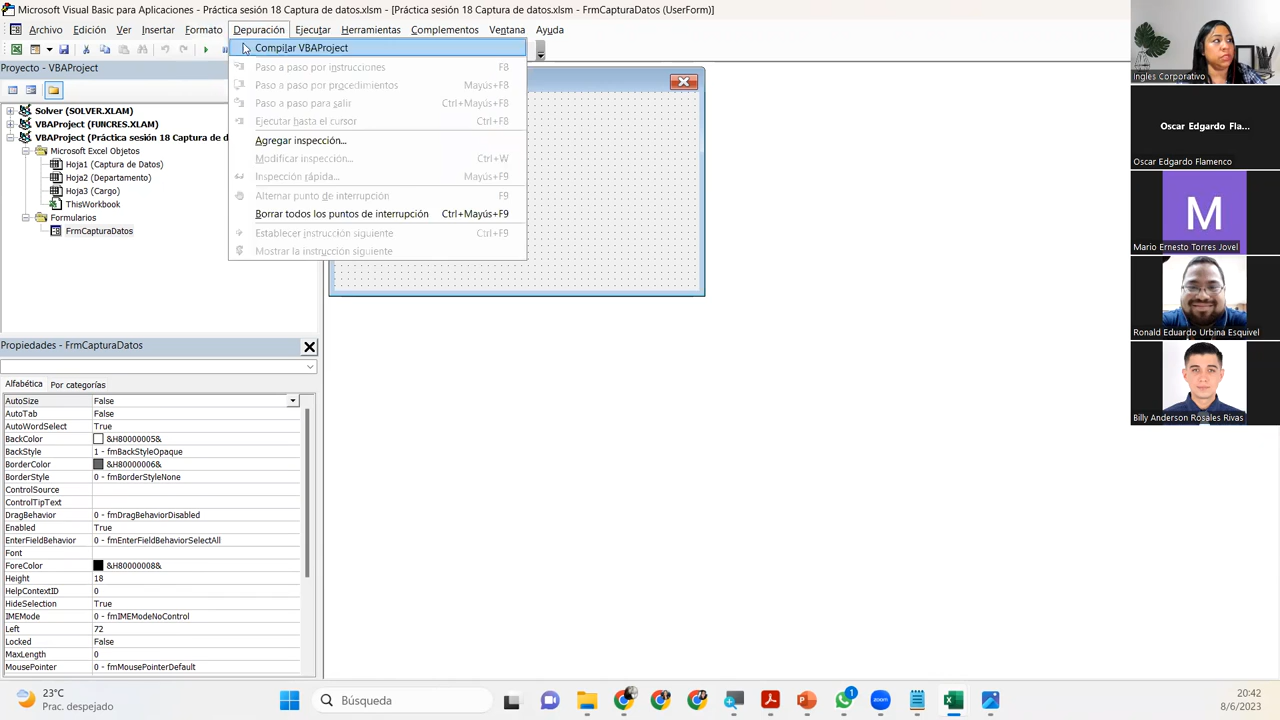 Microsoft Visual Basic para Aplicaciones - Práctica sesión 18 Captura de datos.xlsm - [Práctica sesión 18 Captura de datos.xlsm - FrmCapturaDatos (UserForm)]
Archivo Edición Ver Insertar Formato Depuración Ejecutar Herramientas Complementos Ventana Ayuda
Proyecto - VBAProject
Solver (SOLVER.XLAM)
VBAProject (FUNCRES.XLAM)
VBAProject (Práctica sesión 18 Captura d
Microsoft Excel Objetos
Hoja1 (Captura de Datos)
Hoja2 (Departamento)
Hoja3 (Cargo)
ThisWorkbook
Formularios
FrmCapturaDatos
Compilar VBAProject
Paso a paso por instrucciones F8
Paso a paso por procedimientos Mayús+F8
Paso a paso para salir Ctrl+Mayús+F8
Ejecutar hasta el cursor Ctrl+F8
Agregar inspección...
Modificar inspección... Ctrl+W
Inspección rápida... Mayús+F9
Alternar punto de interrupción F9
Borrar todos los puntos de interrupción Ctrl+Mayús+F9
Establecer instrucción siguiente Ctrl+F9
Mostrar la instrucción siguiente
Propiedades - FrmCapturaDatos
Alfabética Por categorías
AutoSize False
AutoTab False
AutoWordSelect True
BackColor &H80000005&
BackStyle 1 - fmBackStyleOpaque
BorderColor &H80000006&
BorderStyle 0 - fmBorderStyleNone
ControlSource
ControlTipText
DragBehavior 0 - fmDragBehaviorDisabled
Enabled True
EnterFieldBehavior 0 - fmEnterFieldBehaviorSelectAll
Font
ForeColor &H80000008&
Height 18
HelpContextID 0
HideSelection True
IMEMode 0 - fmIMEModeNoControl
Left 72
Locked False
MaxLength 0
MousePointer 0 - fmMousePointerDefault
Ingles Corporativo
Oscar Edgardo Fla...
Oscar Edgardo Flamenco
M
Mario Ernesto Torres Jovel
Ronald Eduardo Urbina Esquivel
Billy Anderson Rosales Rivas
23°C
Prac. despejado
Búsqueda
1
zoom
20:42
8/6/2023